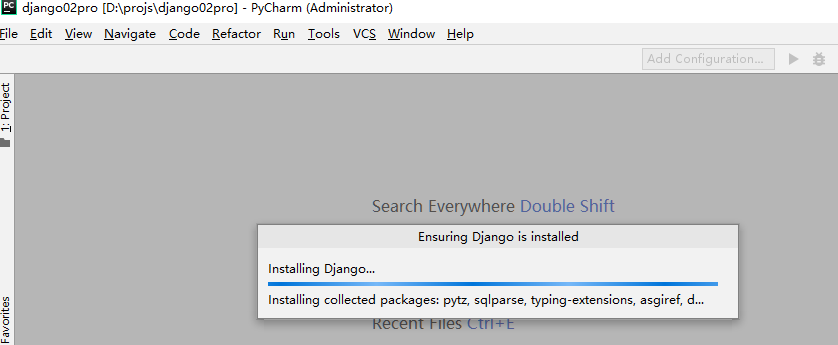 PC django02pro [D:\projs\django02pro] - PyCharm (Administrator)
File Edit View Navigate Code Refactor Run Tools VCS Window Help
Add Configuration...
1: Project
Search Everywhere Double Shift
Ensuring Django is installed
Installing Django...
Installing collected packages: pytz, sqlparse, typing-extensions, asgiref, d...
Recent Files Ctrl+E
Favorites